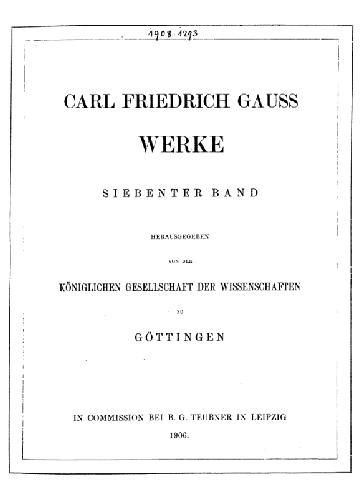 1908 1293
CARL FRIEDRICH GAUSS
WERKE
SIEBENTER BAND
HERAUSGEGEBEN
VON DER
KÖNIGLICHEN GESELLSCHAFT DER WISSENSCHAFTEN
ZU
GÖTTINGEN
IN COMMISSION BEI B. G. TEUBNER IN LEIPZIG
1906.